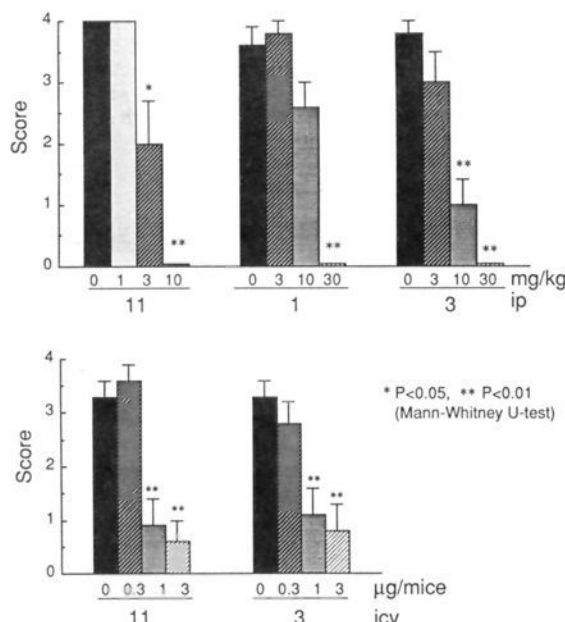 4
3
2
1
0
Score
*
**
**
**
**
0 1 3 10 0 3 10 30 0 3 10 30 mg/kg
11 1 3 ip
4
3
2
1
0
Score
* P<0.05, ** P<0.01
(Mann-Whitney U-test)
**
**
**
**
0 0.3 1 3 0 0.3 1 3 µg/mice
11 3 icv